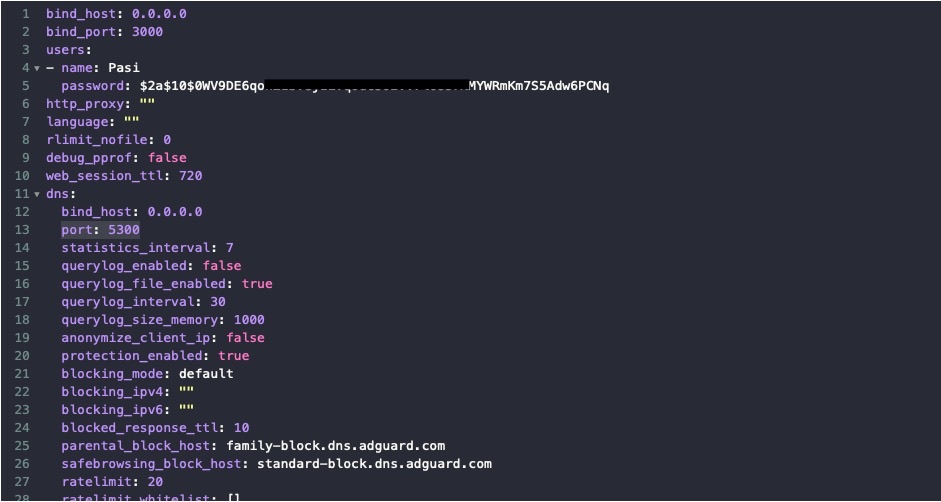 1 bind_host: 0.0.0.0
2 bind_port: 3000
3 users:
4 - name: Pasi
5 password: $2a$10$0WV9DE6qo MYWRmKm7S5Adw6PCNq
6 http_proxy: ""
7 language: ""
8 rlimit_nofile: 0
9 debug_pprof: false
10 web_session_ttl: 720
11 dns:
12 bind_host: 0.0.0.0
13 port: 5300
14 statistics_interval: 7
15 querylog_enabled: false
16 querylog_file_enabled: true
17 querylog_interval: 30
18 querylog_size_memory: 1000
19 anonymize_client_ip: false
20 protection_enabled: true
21 blocking_mode: default
22 blocking_ipv4: ""
23 blocking_ipv6: ""
24 blocked_response_ttl: 10
25 parental_block_host: family-block.dns.adguard.com
26 safebrowsing_block_host: standard-block.dns.adguard.com
27 ratelimit: 20
28 ratelimit_whitelist: []